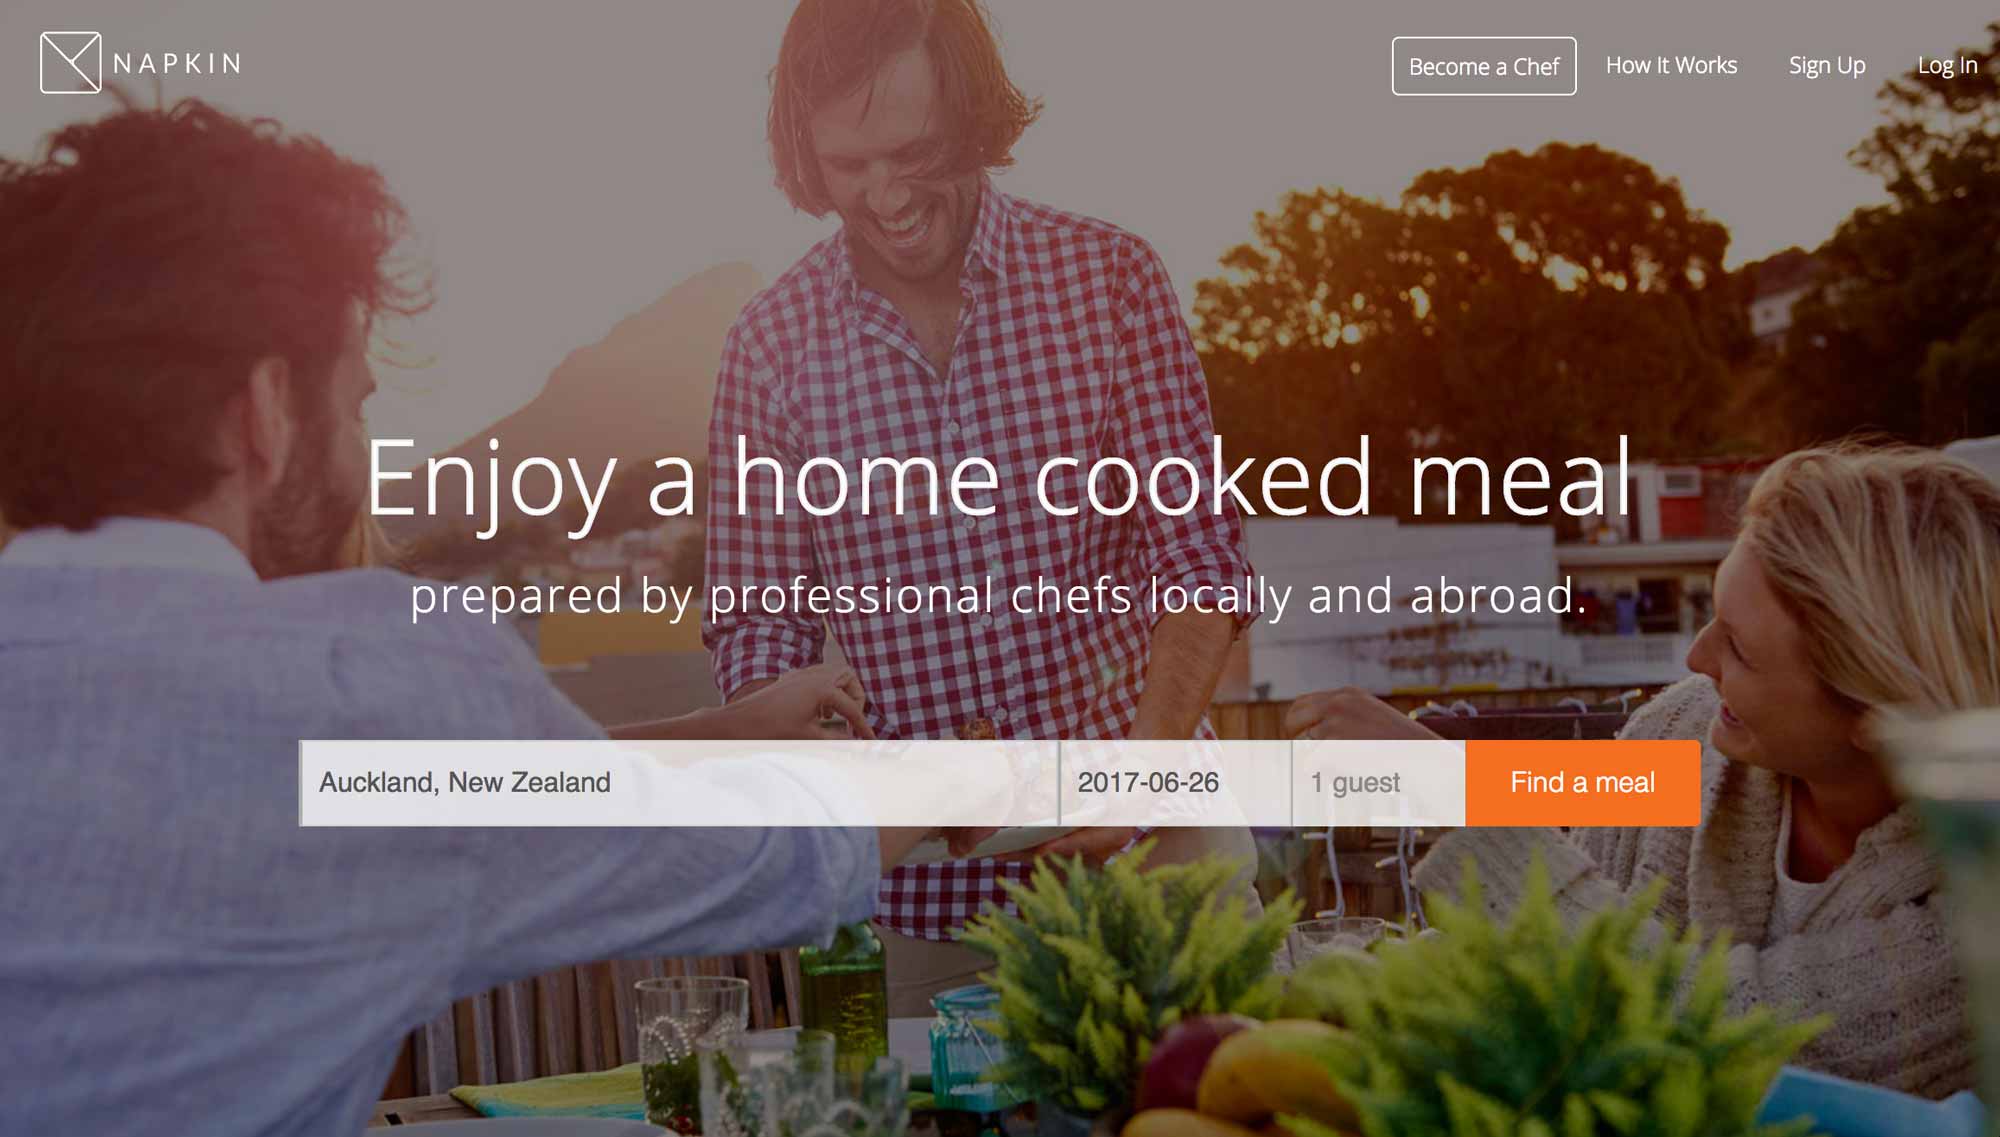 NAPKIN
Become a Chef
How It Works
Sign Up
Log In
Enjoy a home cooked meal
prepared by professional chefs locally and abroad.
Auckland, New Zealand
2017-06-26
1 guest
Find a meal